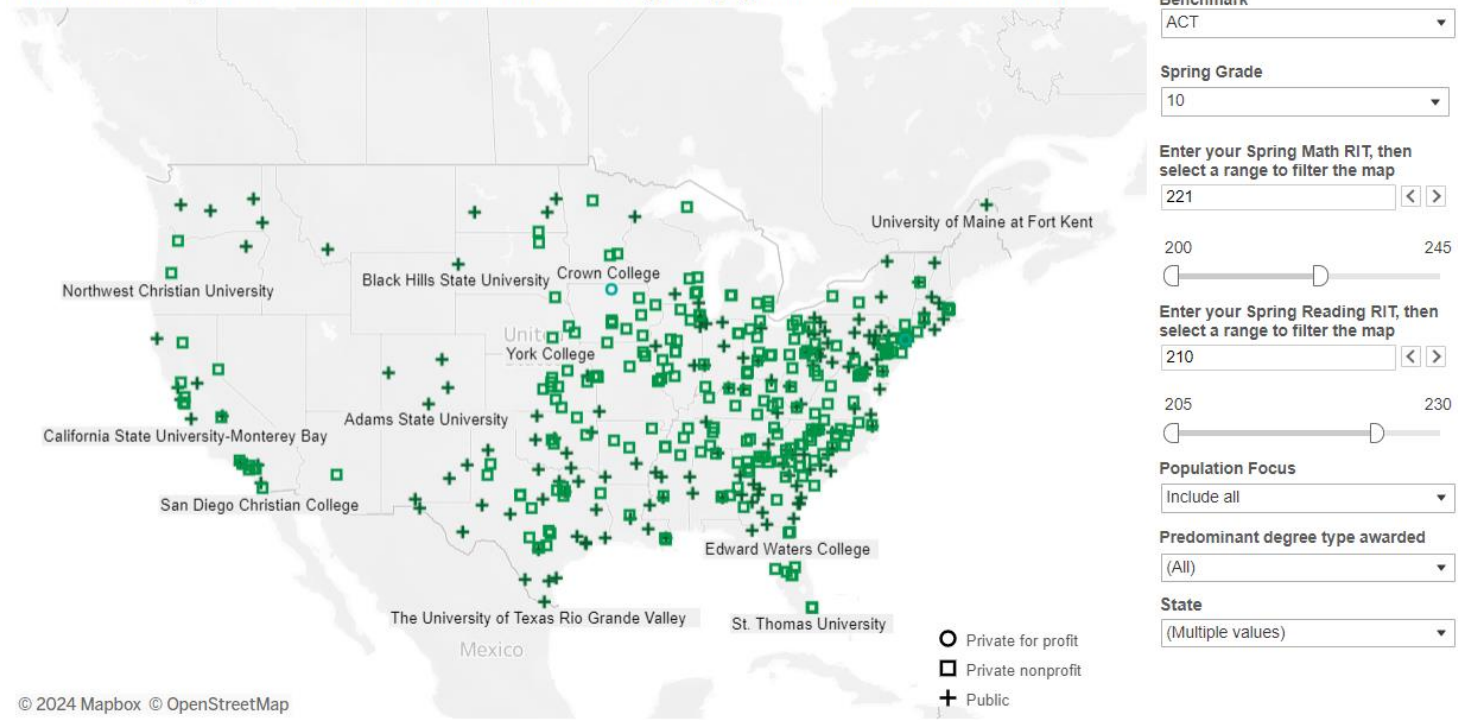 Benchmark
ACT
Spring Grade
10
Enter your Spring Math RIT, then
select a range to filter the map
221
200 245
Enter your Spring Reading RIT, then
select a range to filter the map
210
205 230
Population Focus
Include all
Predominant degree type awarded
(All)
State
(Multiple values)
University of Maine at Fort Kent
Black Hills State University
Crown College
Northwest Christian University
United
York College
Adams State University
California State University-Monterey Bay
San Diego Christian College
Edward Waters College
The University of Texas Rio Grande Valley
St. Thomas University
Mexico
Private for profit
Private nonprofit
Public
© 2024 Mapbox © OpenStreetMap